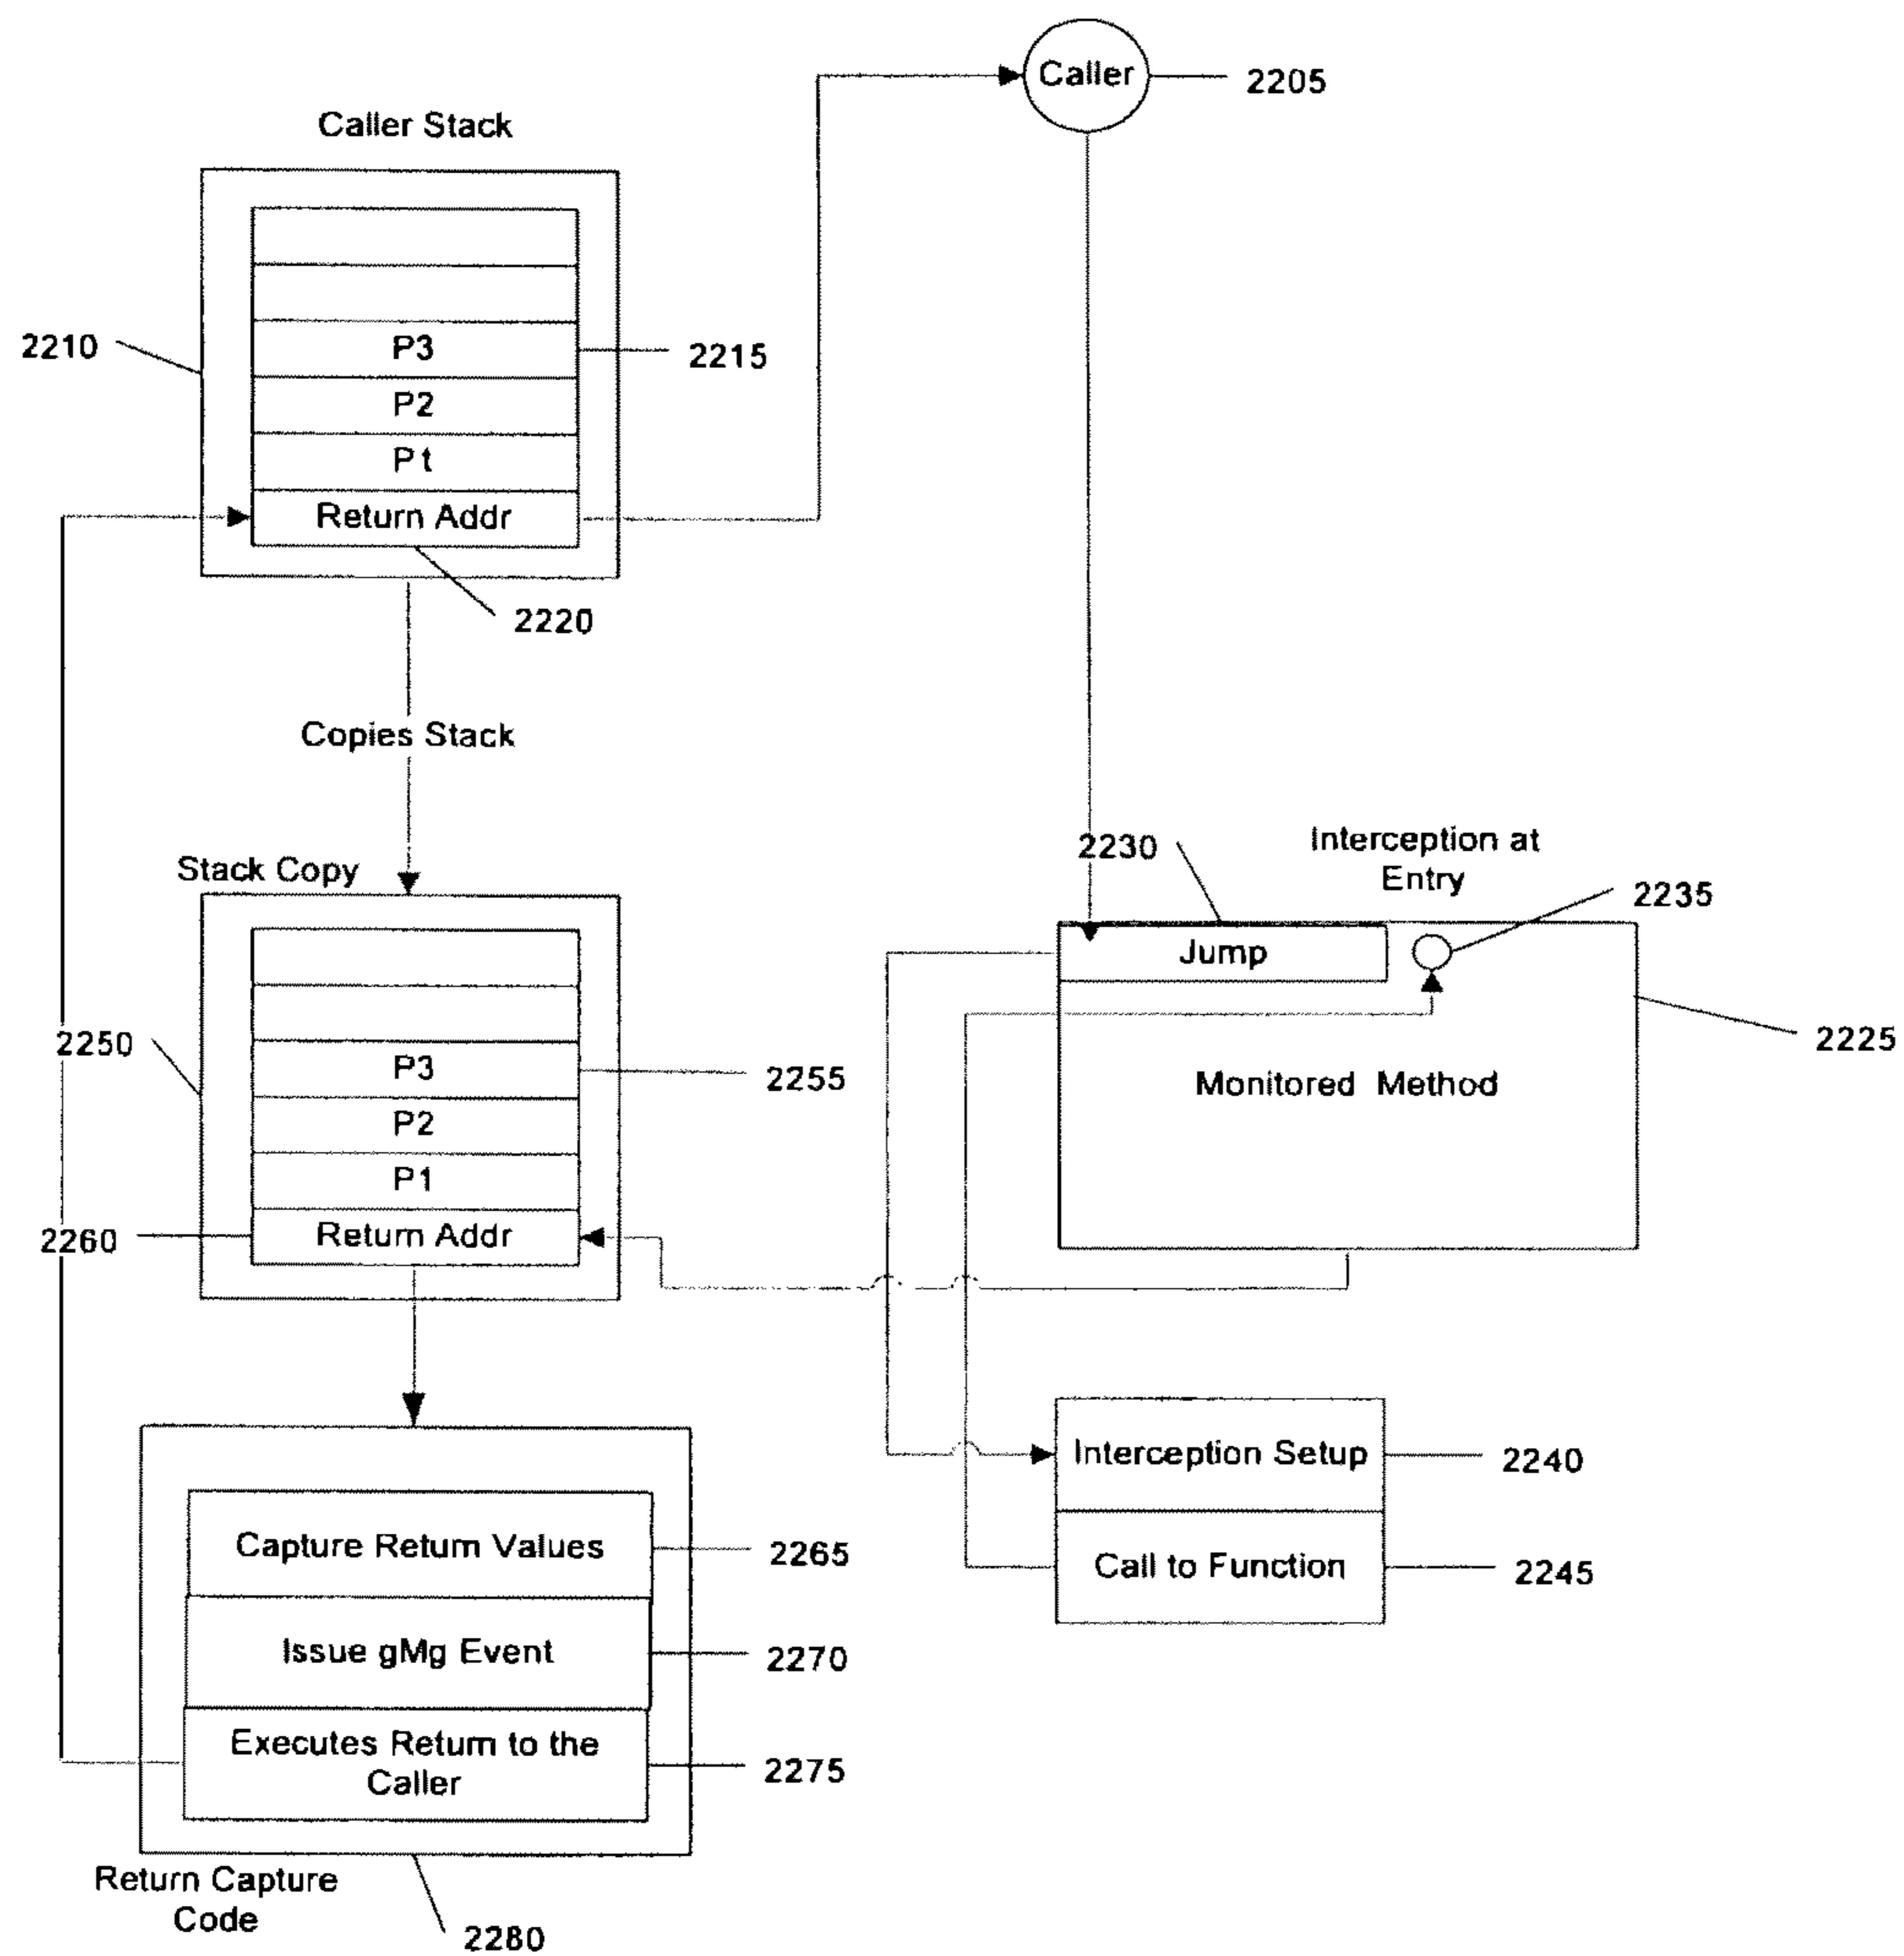 Caller
2205
Caller Stack
P3
2210
2215
P2
Pt
Return Addr
2220
Copies Stack
Stack Copy
2230
Interception at
Entry
2235
Jump
2250
2225
P3
2255
Monitored Method
P2
P1
2260
Return Addr
Interception Setup
2240
Capture Return Values
2265
Call to Function
2245
Issue gMg Event
2270
Executes Return to the
Caller
2275
Return Capture
Code
2280